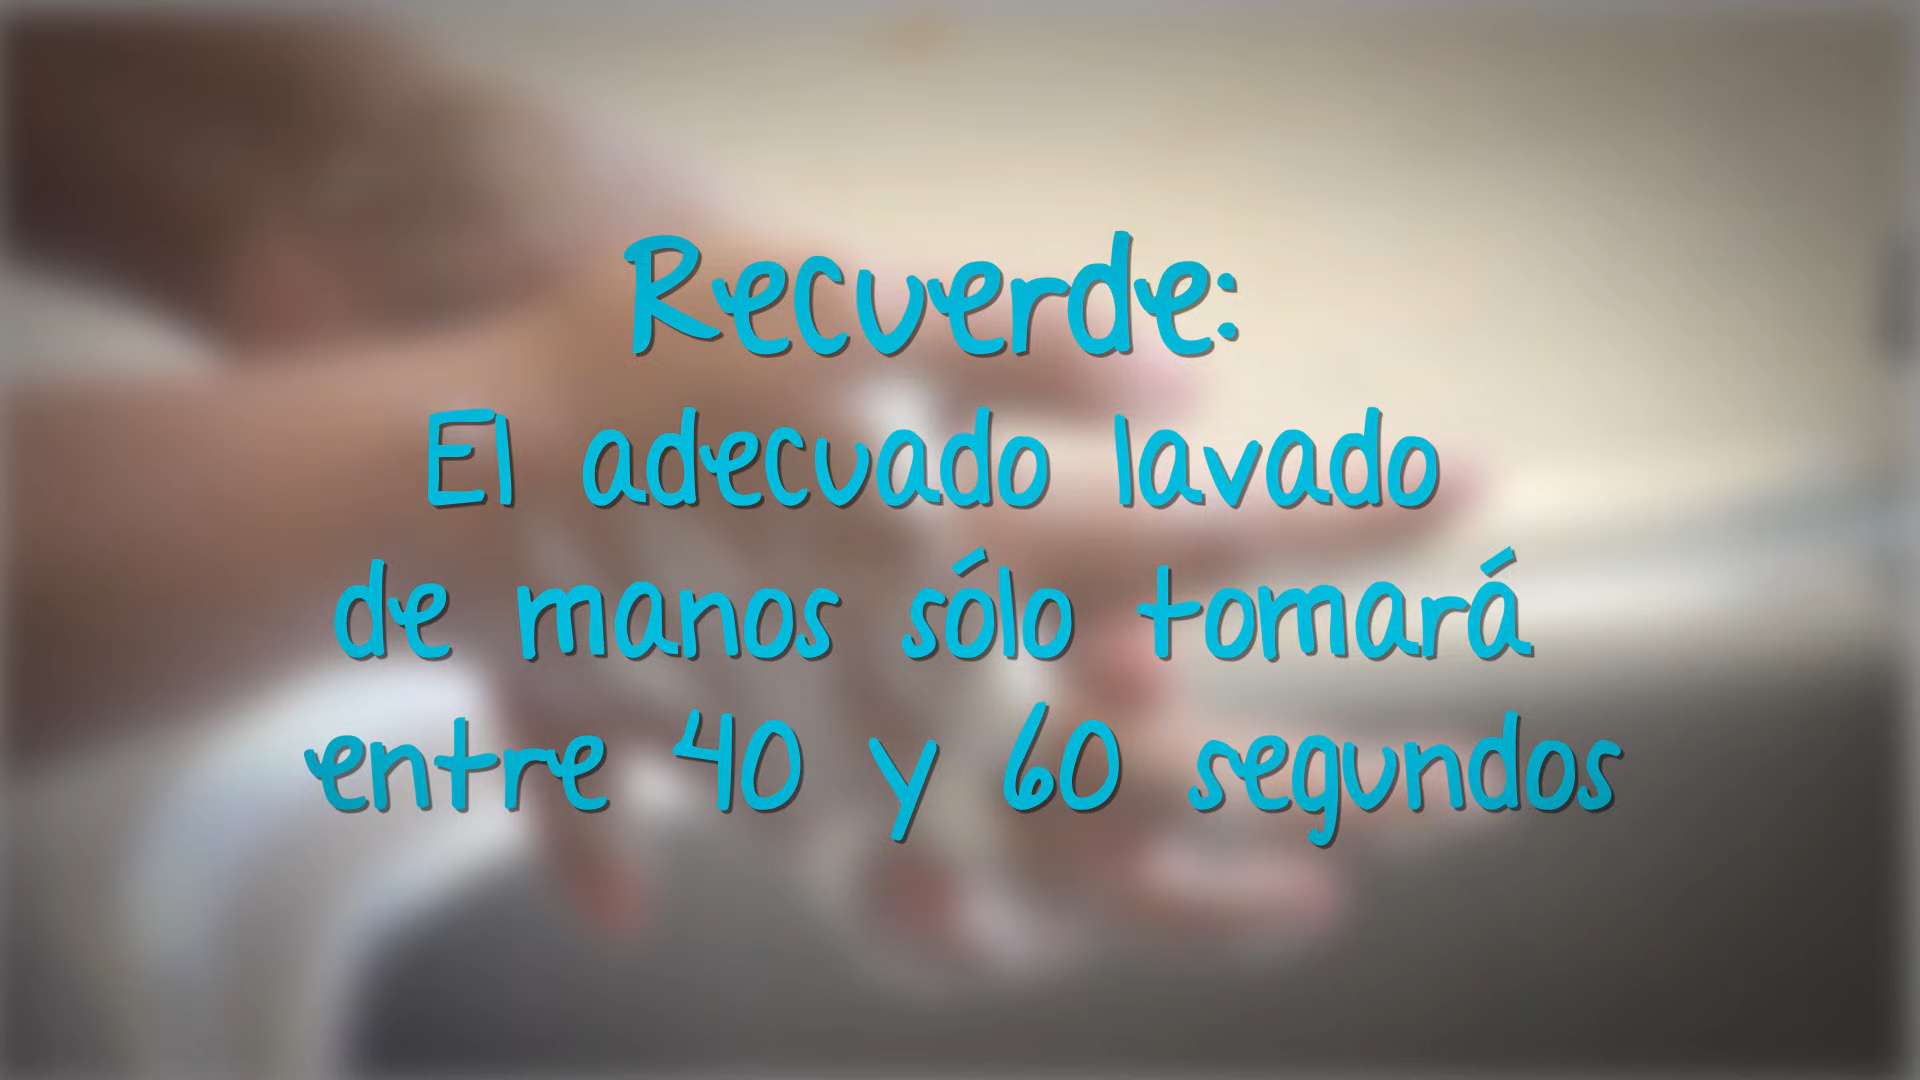 Recuerde:
El adecuado lavado
de manos sólo tomará
entre 40 y 60 segundos